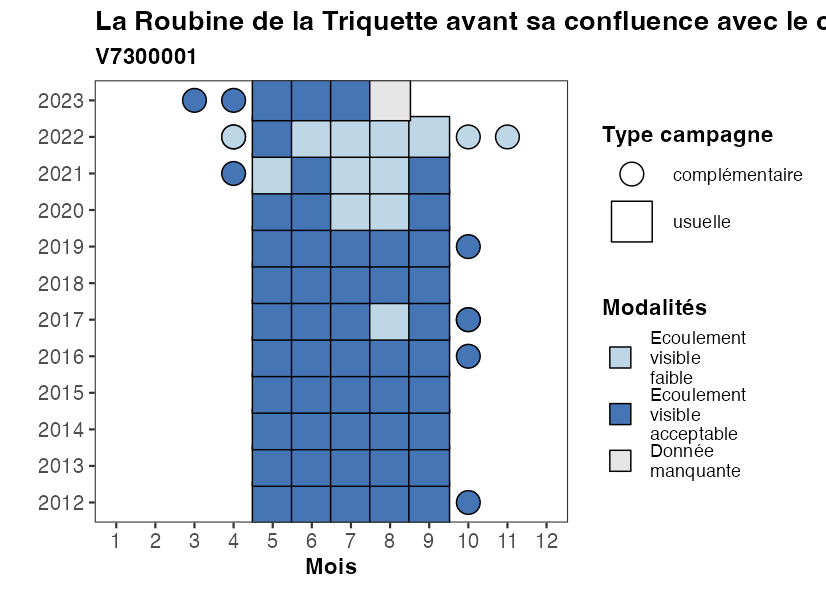 La Roubine de la Triquette avant sa confluence avec le
V7300001
2023
2022
2021
2020
2019
2018
2017
2016
2015
2014
2013
2012
1 2 3 4 5 6 7 8 9 10 11 12
Mois
Type campagne
complémentaire
usuelle
Modalités
Ecoulement
visible
faible
Ecoulement
visible
acceptable
Donnée
manquante